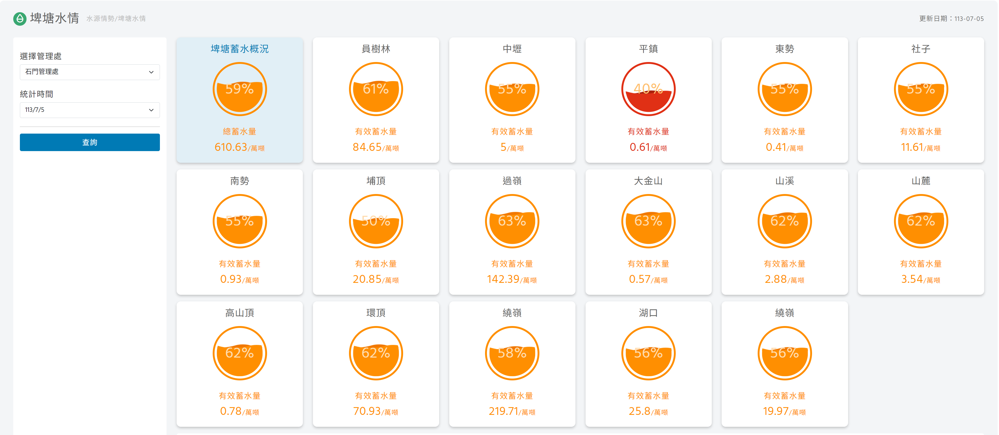 埤塘水情
水源情勢/埤塘水情
更新日期：113-07-05
選擇管理處
石門管理處
統計時間
113/7/5
查詢
埤塘蓄水概況
59%
總蓄水量
610.63/萬噸
員樹林
61%
有效蓄水量
84.65/萬噸
中壢
55%
有效蓄水量
5/萬噸
平鎮
40%
有效蓄水量
0.61/萬噸
東勢
55%
有效蓄水量
0.41/萬噸
社子
55%
有效蓄水量
11.61/萬噸
南勢
55%
有效蓄水量
0.93/萬噸
埔頂
50%
有效蓄水量
20.85/萬噸
過嶺
63%
有效蓄水量
142.39/萬噸
大金山
63%
有效蓄水量
0.57/萬噸
山溪
62%
有效蓄水量
2.88/萬噸
山麓
62%
有效蓄水量
3.54/萬噸
高山頂
62%
有效蓄水量
0.78/萬噸
環頂
62%
有效蓄水量
70.93/萬噸
繞嶺
58%
有效蓄水量
219.71/萬噸
湖口
56%
有效蓄水量
25.8/萬噸
繞嶺
56%
有效蓄水量
19.97/萬噸